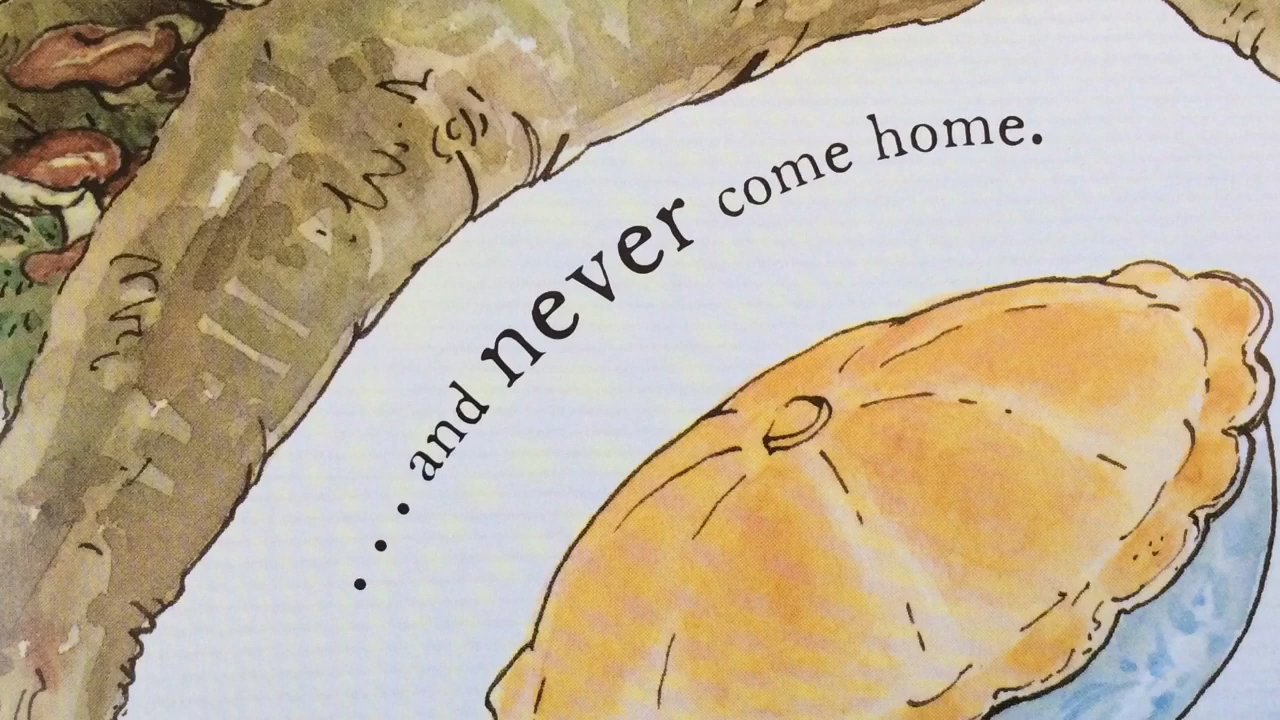 . . . and never come home.